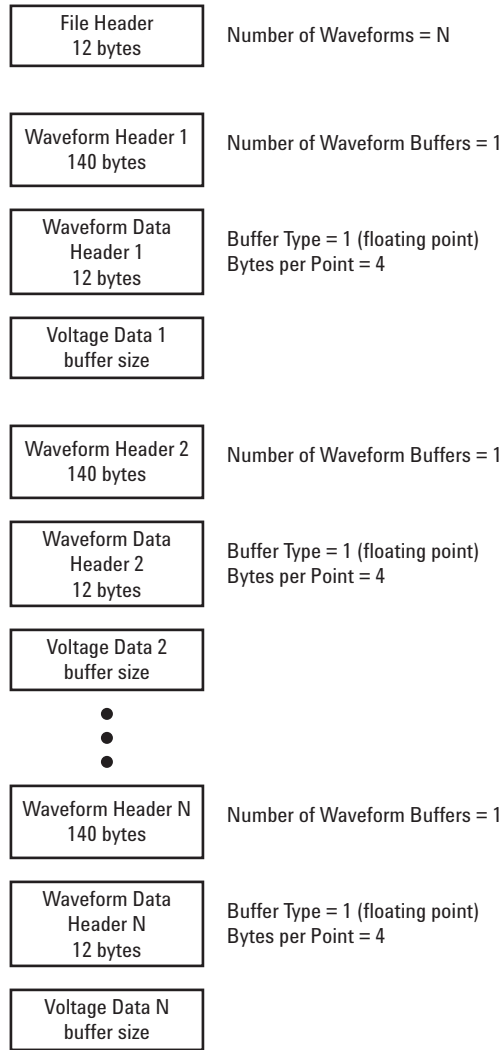 File Header
12 bytes
Number of Waveforms = N
Waveform Header 1
140 bytes
Number of Waveform Buffers = 1
Waveform Data
Header 1
12 bytes
Buffer Type = 1 (floating point)
Bytes per Point = 4
Voltage Data 1
buffer size
Waveform Header 2
140 bytes
Number of Waveform Buffers = 1
Waveform Data
Header 2
12 bytes
Buffer Type = 1 (floating point)
Bytes per Point = 4
Voltage Data 2
buffer size
Waveform Header N
140 bytes
Number of Waveform Buffers = 1
Waveform Data
Header N
12 bytes
Buffer Type = 1 (floating point)
Bytes per Point = 4
Voltage Data N
buffer size